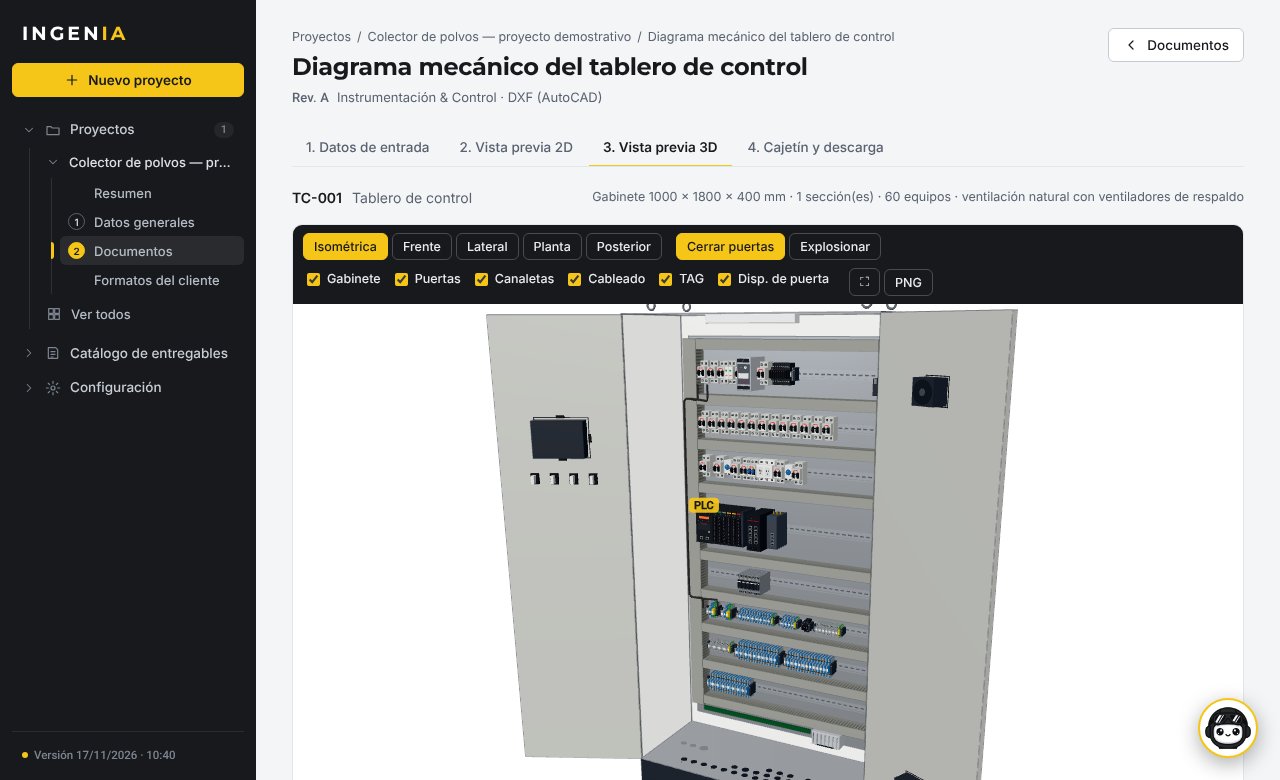 INGENIA
Nuevo proyecto
Proyectos 1
Colector de polvos — pr...
Resumen
1 Datos generales
2 Documentos
Formatos del cliente
Ver todos
Catálogo de entregables
Configuración
Versión 17/11/2026 · 10:40
Proyectos / Colector de polvos — proyecto demostrativo / Diagrama mecánico del tablero de control
Documentos
Diagrama mecánico del tablero de control
Rev. A Instrumentación & Control · DXF (AutoCAD)
1. Datos de entrada 2. Vista previa 2D 3. Vista previa 3D 4. Cajetín y descarga
TC-001 Tablero de control
Gabinete 1000 × 1800 × 400 mm · 1 sección(es) · 60 equipos · ventilación natural con ventiladores de respaldo
Isométrica Frente Lateral Planta Posterior Cerrar puertas Explosionar
Gabinete Puertas Canaletas Cableado TAG Disp. de puerta PNG
PLC